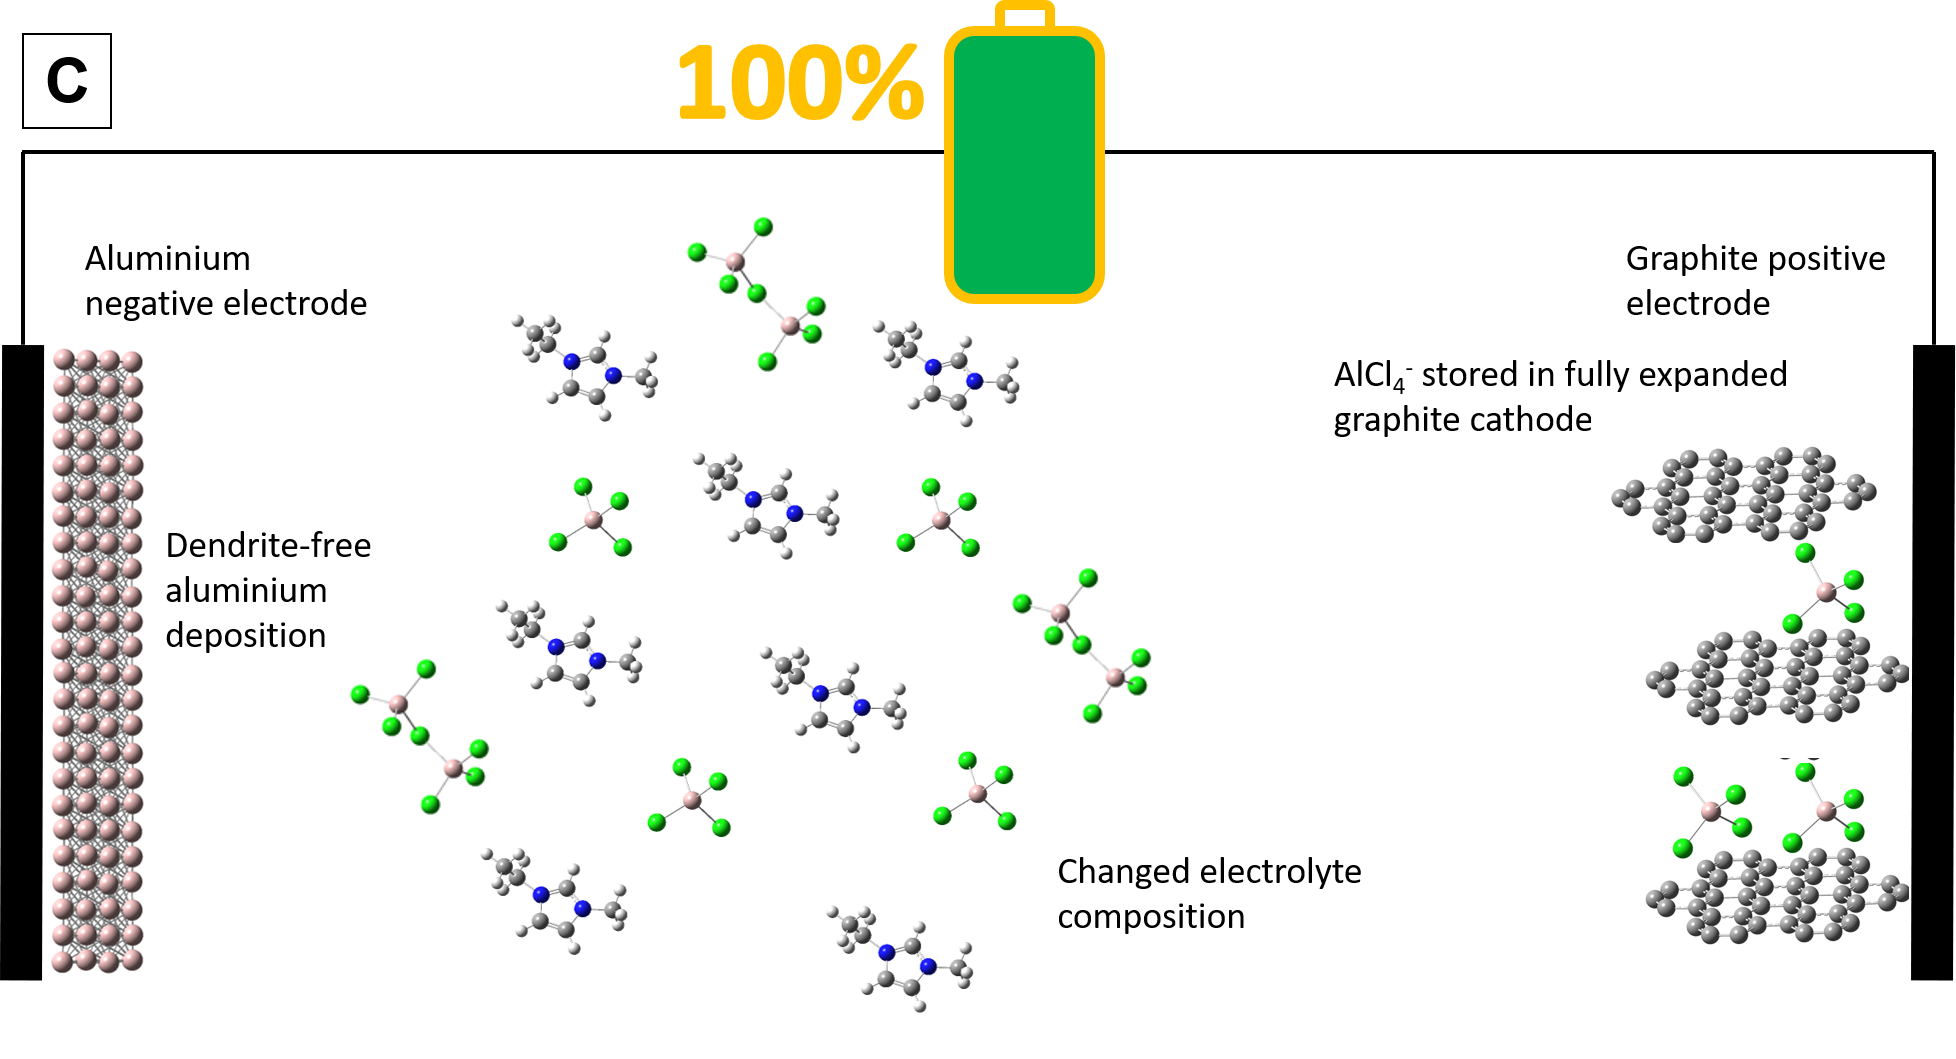 C
100%
Aluminium
negative electrode
Graphite positive
electrode
AlCl₄⁻ stored in fully expanded
graphite cathode
Dendrite-free
aluminium
deposition
Changed electrolyte
composition